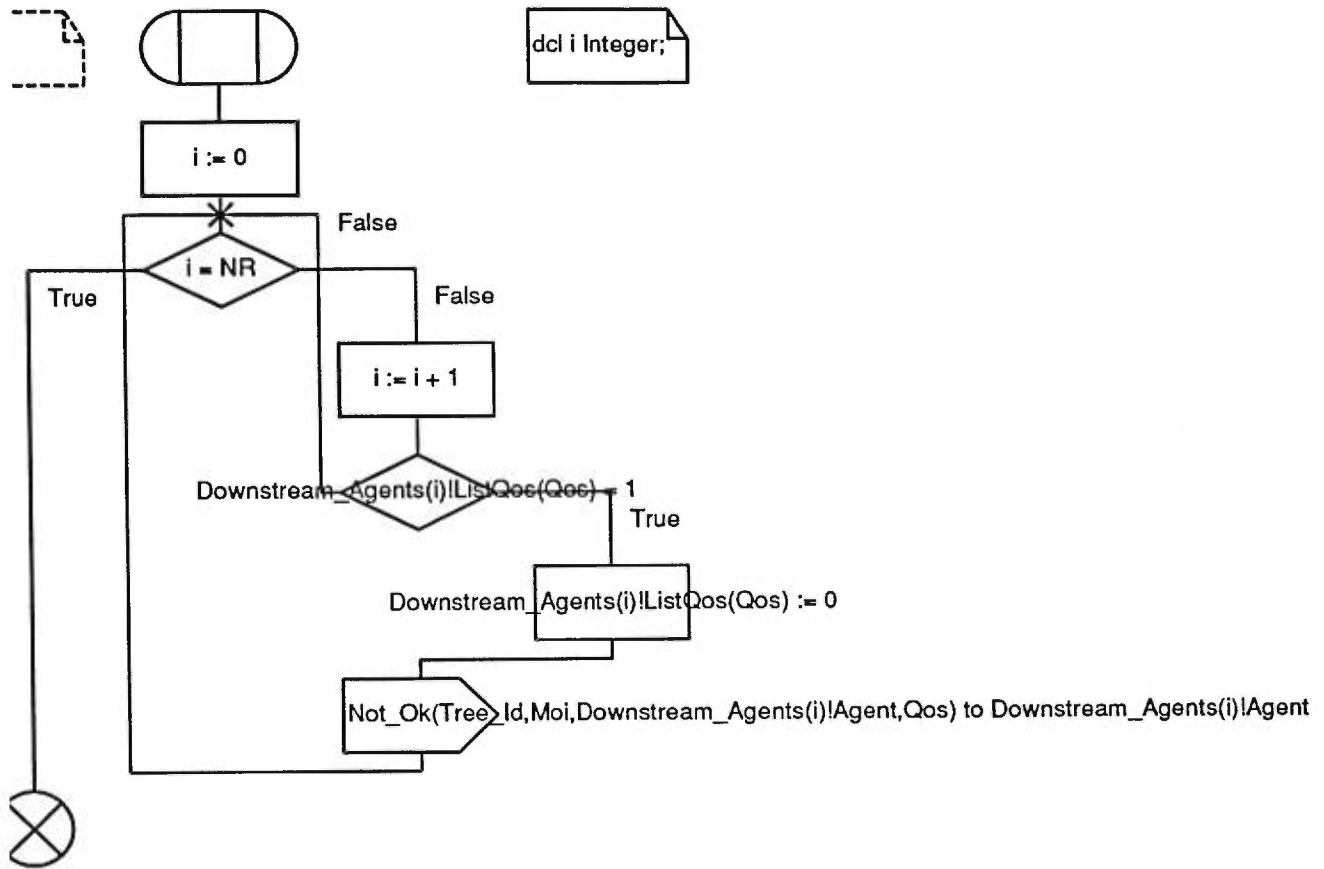 dcl i Integer;
i := 0
False
i = NR
True
False
i := i + 1
Downstream_Agents(i)!ListQos(Qos) = 1
True
Downstream_Agents(i)!ListQos(Qos) := 0
Not_Ok(Tree_Id,Moi,Downstream_Agents(i)!Agent,Qos) to Downstream_Agents(i)!Agent